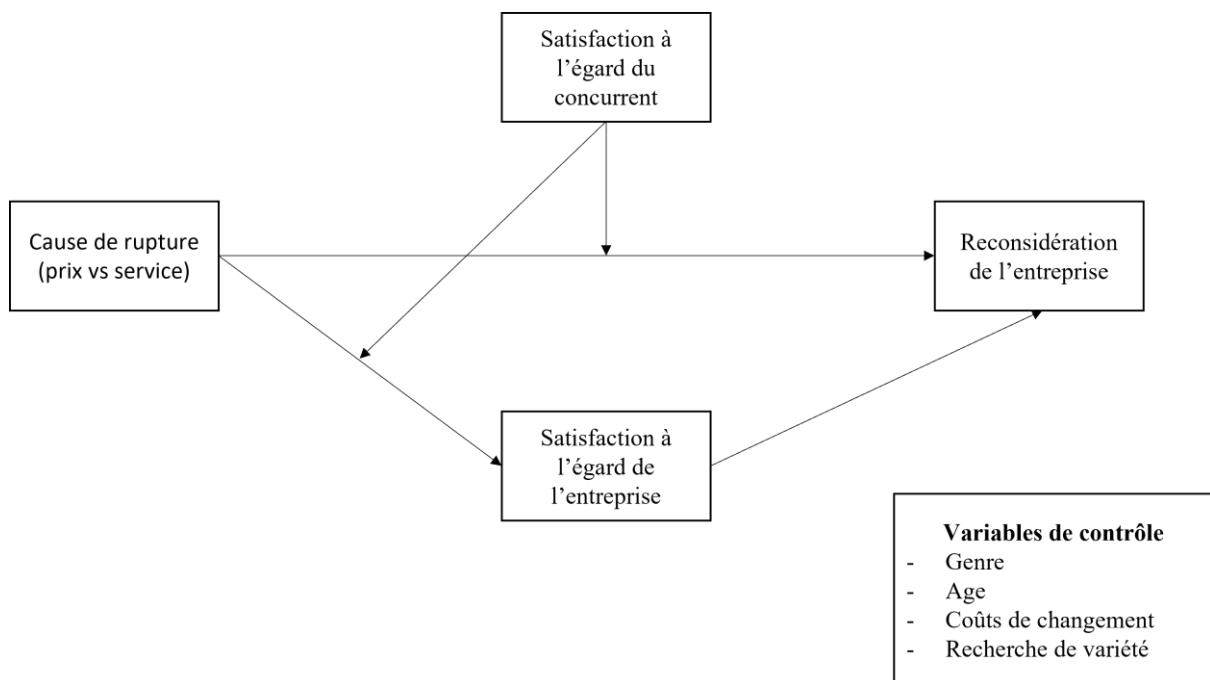 Satisfaction à
l’égard du
concurrent
Cause de rupture
(prix vs service)
Reconsidération
de l’entreprise
Satisfaction à
l’égard de
l’entreprise
Variables de contrôle
- Genre
- Age
- Coûts de changement
- Recherche de variété